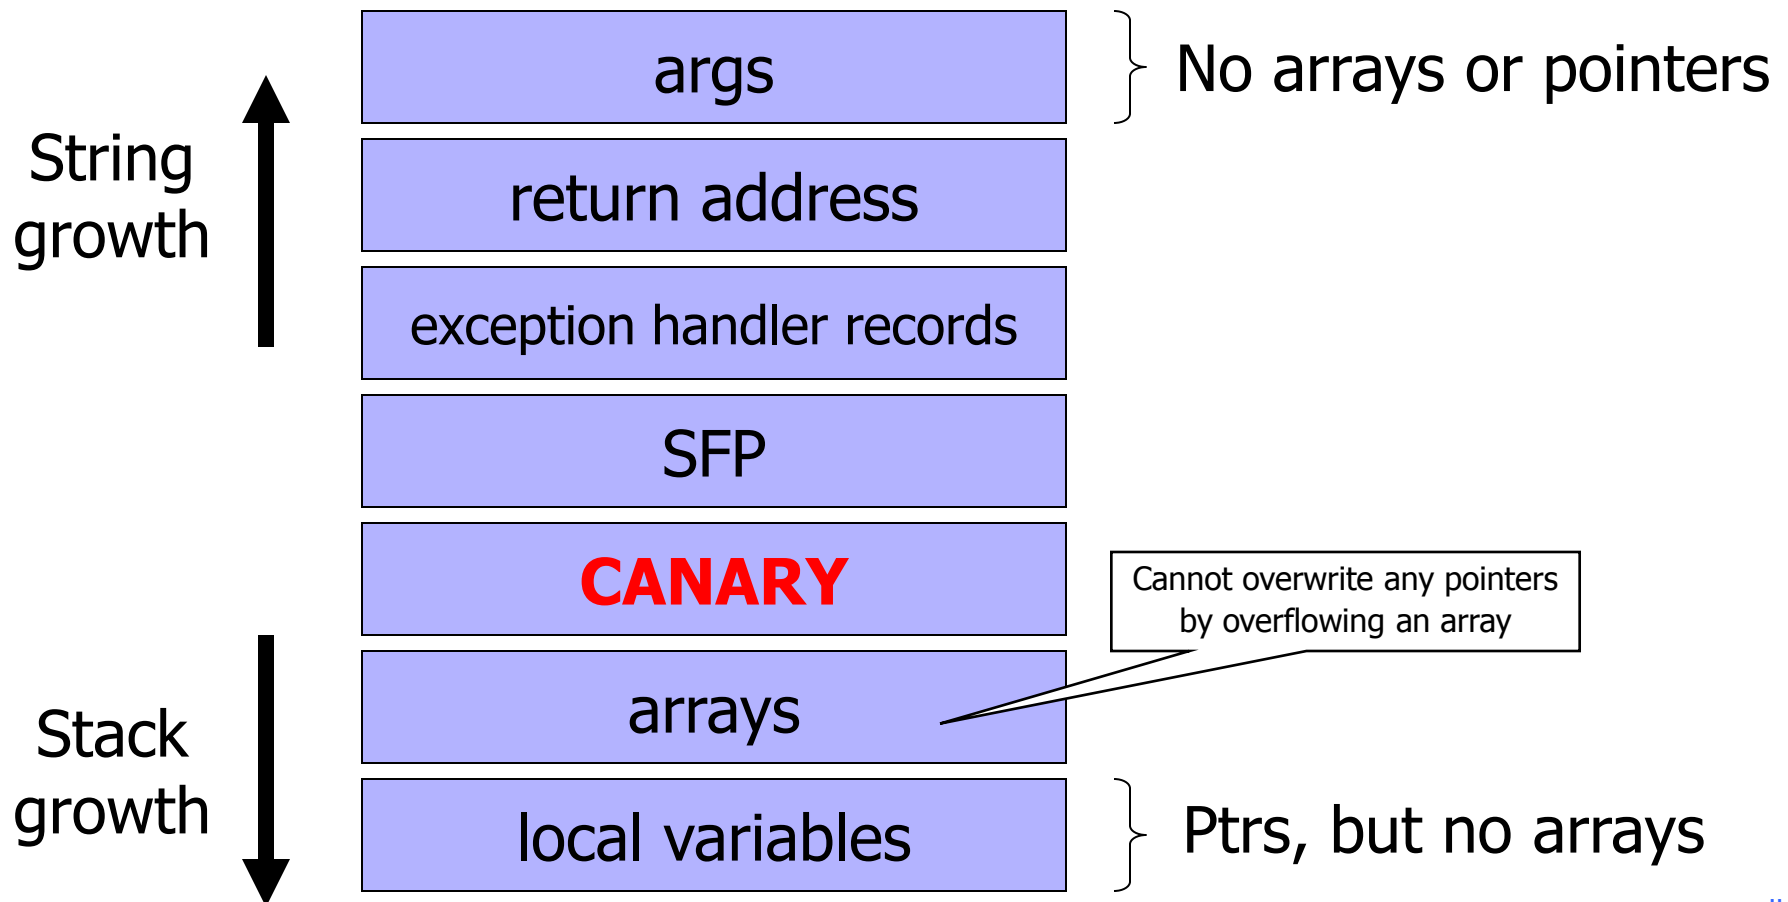 args
No arrays or pointers
String
growth
return address
exception handler records
SFP
CANARY
Cannot overwrite any pointers
by overflowing an array
arrays
Stack
growth
local variables
Ptrs, but no arrays